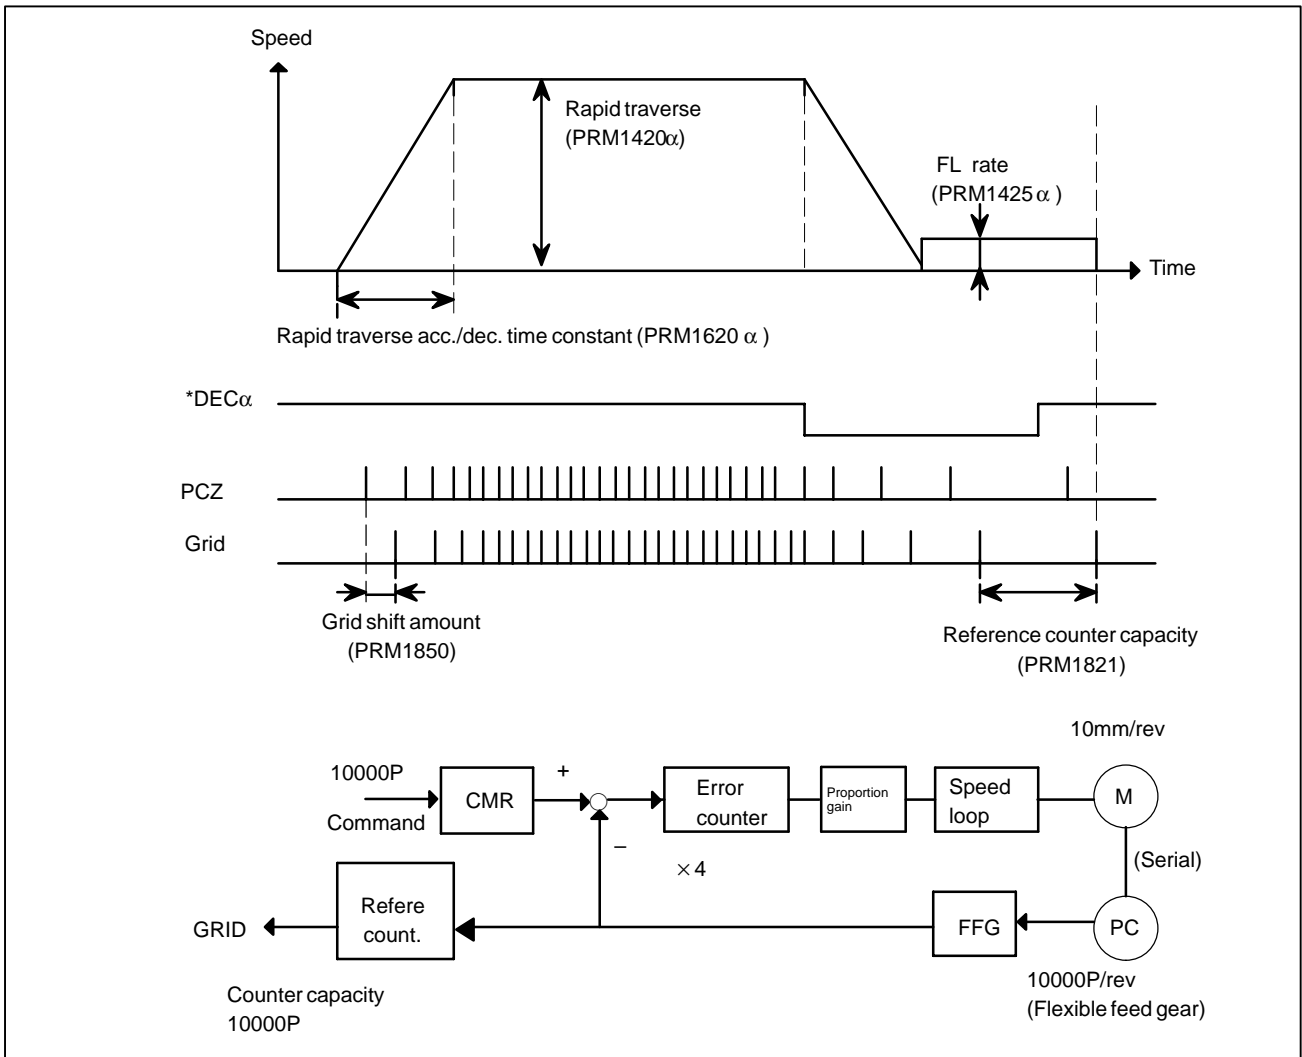 Speed
Rapid traverse
(PRM1420α)
FL rate
(PRM1425 α )
Time
Rapid traverse acc./dec. time constant (PRM1620 α )
*DECα
PCZ
Grid
Grid shift amount
(PRM1850)
Reference counter capacity
(PRM1821)
10mm/rev
10000P
Command
CMR
+
−
Error
counter
Proportion
gain
Speed
loop
M
× 4
(Serial)
GRID
Refere
count.
FFG
PC
Counter capacity
10000P
10000P/rev
(Flexible feed gear)